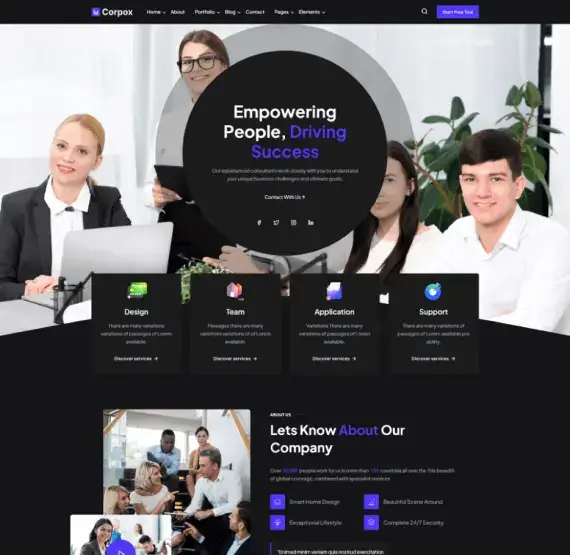 Corpox
Home About Portfolio Blog Contact Pages Elements
Start Free Trial
Empowering
People, Driving
Success
Our experienced consultants work closely with you to understand
your unique business challenges and ultimate goals.
Contact With Us
Design
There are many variations
variations of passages of Lorem
available.
Discover services
Team
Passages there are many
variations variations of of Lorem
available.
Discover services
Application
Variations There are many
variations of passages of Lorem
available.
Discover services
Support
There are many variations of
passages of Lorem available
ability.
Discover services
ABOUT US
Lets Know About Our
Company
Over people work for us in more than countries all over the This breadth
of global coverage, combined with specialist services
Smart Home Design
Beautiful Scene Around
Exceptional Lifestyle
Complete 24/7 Security
"Enimad minim veniam quis nostrud exercitation